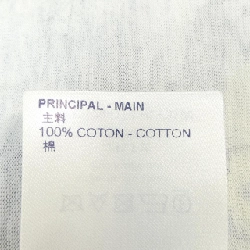 PRINCIPAL - MAIN
主料
100% COTON - COTTON
棉